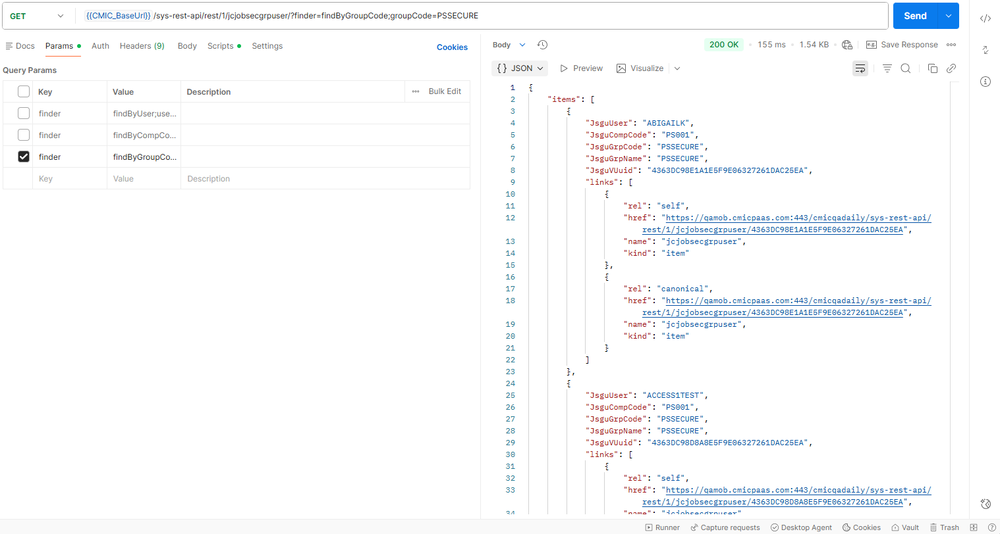 GET {{CMIC_BaseUrl}} /sys-rest-api/rest/1/jcjobsecgrpuser/?finder=findByGroupCode;groupCode=PSSECURE Send
Docs Params Auth Headers (9) Body Scripts Settings Cookies
Query Params
Key Value Description Bulk Edit
finder findByUser;use...
finder findByCompCo...
finder findByGroupCo...
Key Value Description
Body 200 OK 155 ms 1.54 KB e.g. Save Response
{} JSON Preview Visualize
1 {
2 "items": [
3 {
4 "JsguUser": "ABIGAILK",
5 "JsguCompCode": "PS001",
6 "JsguGrpCode": "PSSECURE",
7 "JsguGrpName": "PSSECURE",
8 "JsguVUuid": "4363DC98E1A1E5F9E06327261DAC25EA",
9 "links": [
10 {
11 "rel": "self",
12 "href": "https://qamob.cmicpaas.com:443/cmicqadaily/sys-rest-api/
rest/1/jcjobsecgrpuser/4363DC98E1A1E5F9E06327261DAC25EA",
13 "name": "jcjobsecgrpuser",
14 "kind": "item"
15 },
16 {
17 "rel": "canonical",
18 "href": "https://qamob.cmicpaas.com:443/cmicqadaily/sys-rest-api/
rest/1/jcjobsecgrpuser/4363DC98E1A1E5F9E06327261DAC25EA",
19 "name": "jcjobsecgrpuser",
20 "kind": "item"
21 }
22 ]
23 },
24 {
25 "JsguUser": "ACCESS1TEST",
26 "JsguCompCode": "PS001",
27 "JsguGrpCode": "PSSECURE",
28 "JsguGrpName": "PSSECURE",
29 "JsguVUuid": "4363DC98D8A8E5F9E06327261DAC25EA",
30 "links": [
31 {
32 "rel": "self",
33 "href": "https://qamob.cmicpaas.com:443/cmicqadaily/sys-rest-api/
rest/1/jcjobsecgrpuser/4363DC98D8A8E5F9E06327261DAC25EA",
34 "name": "jcjobsecgrpuser"
Runner Capture requests Desktop Agent Cookies Vault Trash